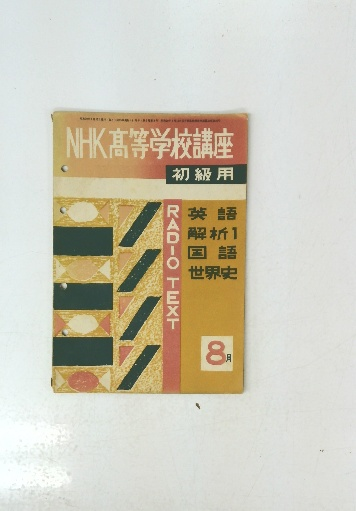 NHK高等学校講座
初級用
RADIO TEXT
英語
解析1
国語
世界史
8月